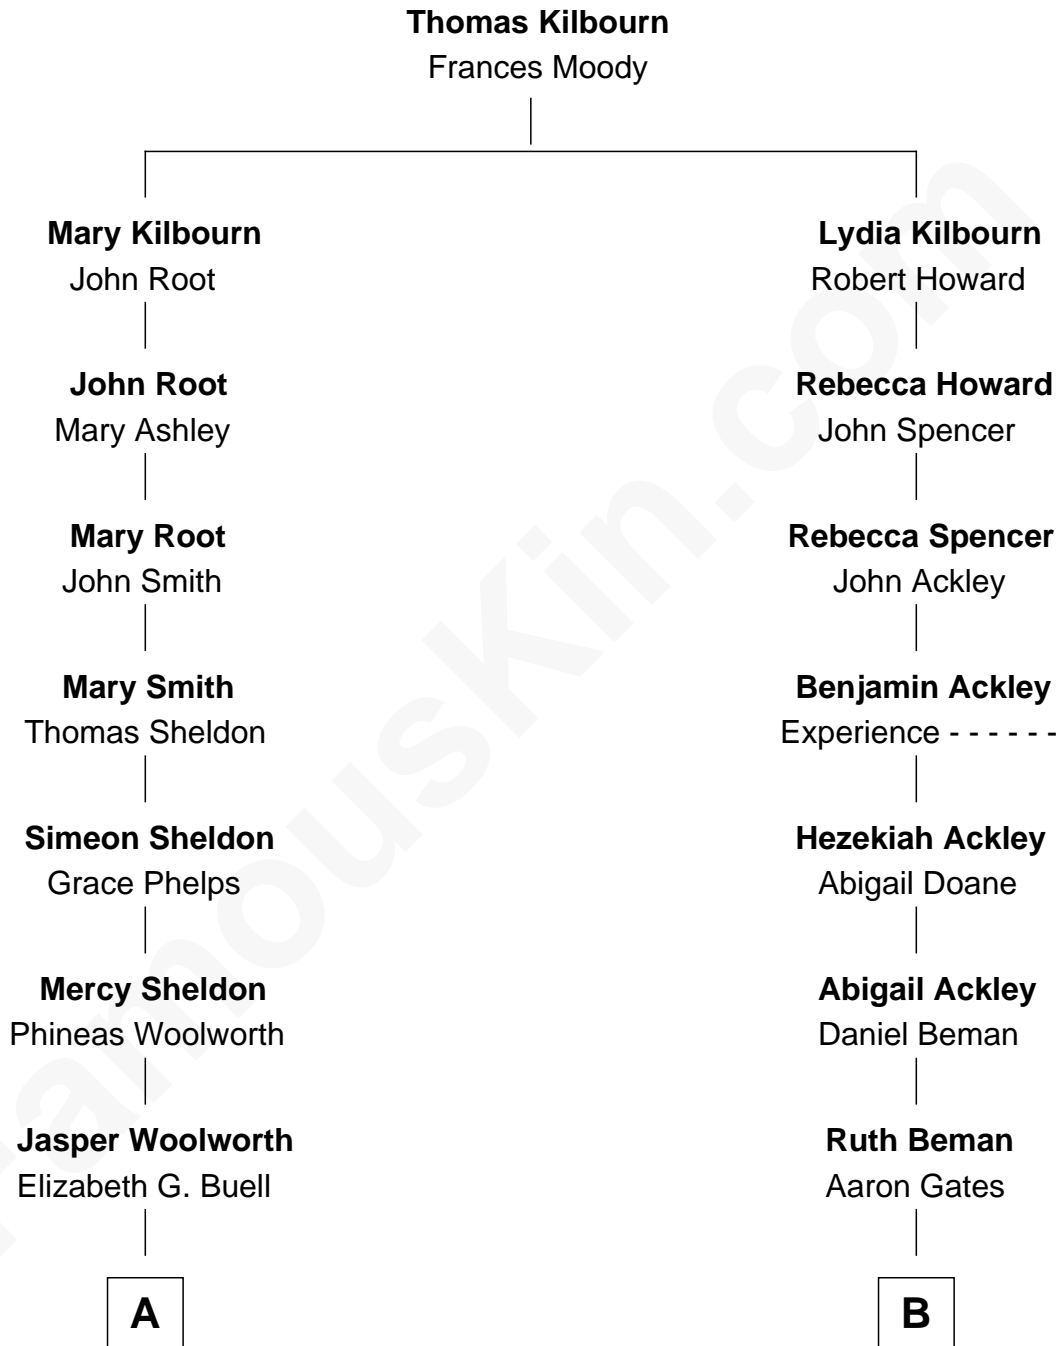 Thomas Kilbourn
Frances Moody
Mary Kilbourn
John Root
John Root
Mary Ashley
Mary Root
John Smith
Mary Smith
Thomas Sheldon
Simeon Sheldon
Grace Phelps
Mercy Sheldon
Phineas Woolworth
Jasper Woolworth
Elizabeth G. Buell
A
Lydia Kilbourn
Robert Howard
Rebecca Howard
John Spencer
Rebecca Spencer
John Ackley
Benjamin Ackley
Experience - - - - - -
Hezekiah Ackley
Abigail Doane
Abigail Ackley
Daniel Beman
Ruth Beman
Aaron Gates
B
FamousKin.com